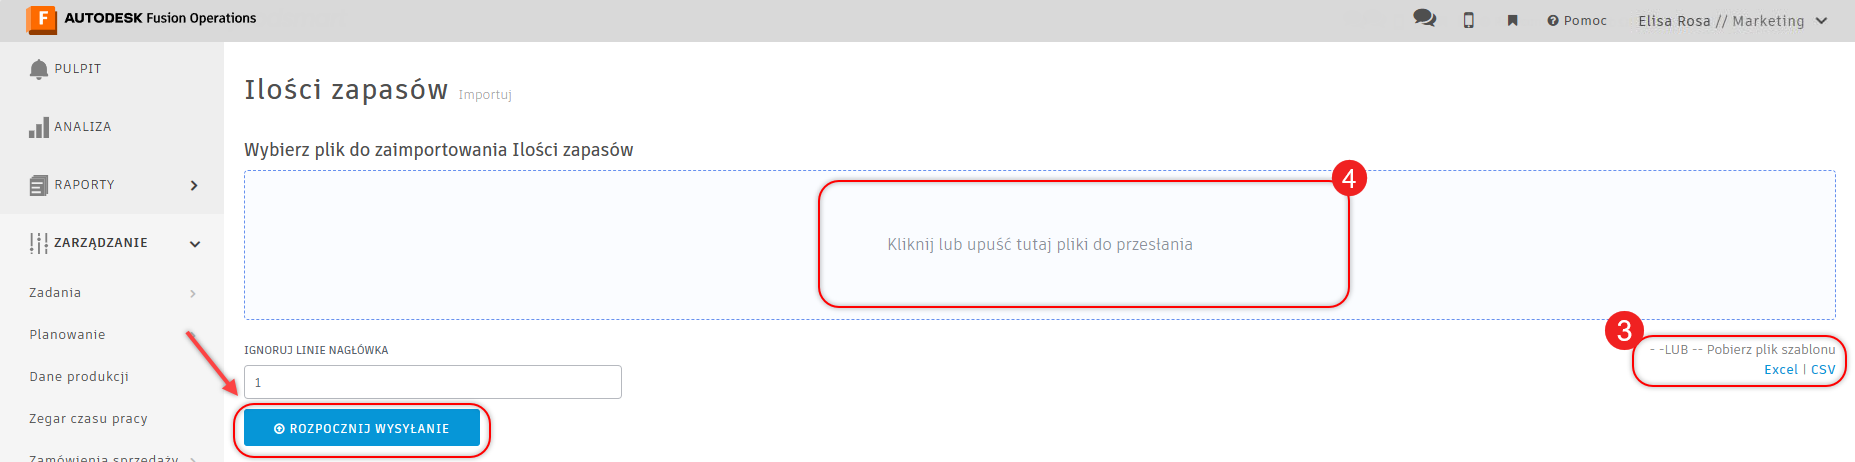 AUTODESK Fusion Operations
Pomoc
Elisa Rosa // Marketing
PULPIT
ANALIZA
RAPORTY
ZARZĄDZANIE
Zadania
Planowanie
Dane produkcji
Zegar czasu pracy
Zamówienia sprzedaży
Ilości zapasów Importuj
Wybierz plik do zaimportowania Ilości zapasów
4
Kliknij lub upuść tutaj pliki do przesłania
3
- -LUB -- Pobierz plik szablonu
Excel | CSV
IGNORUJ LINIE NAGŁÓWKA
1
ROZPOCZNIJ WYSYŁANIE